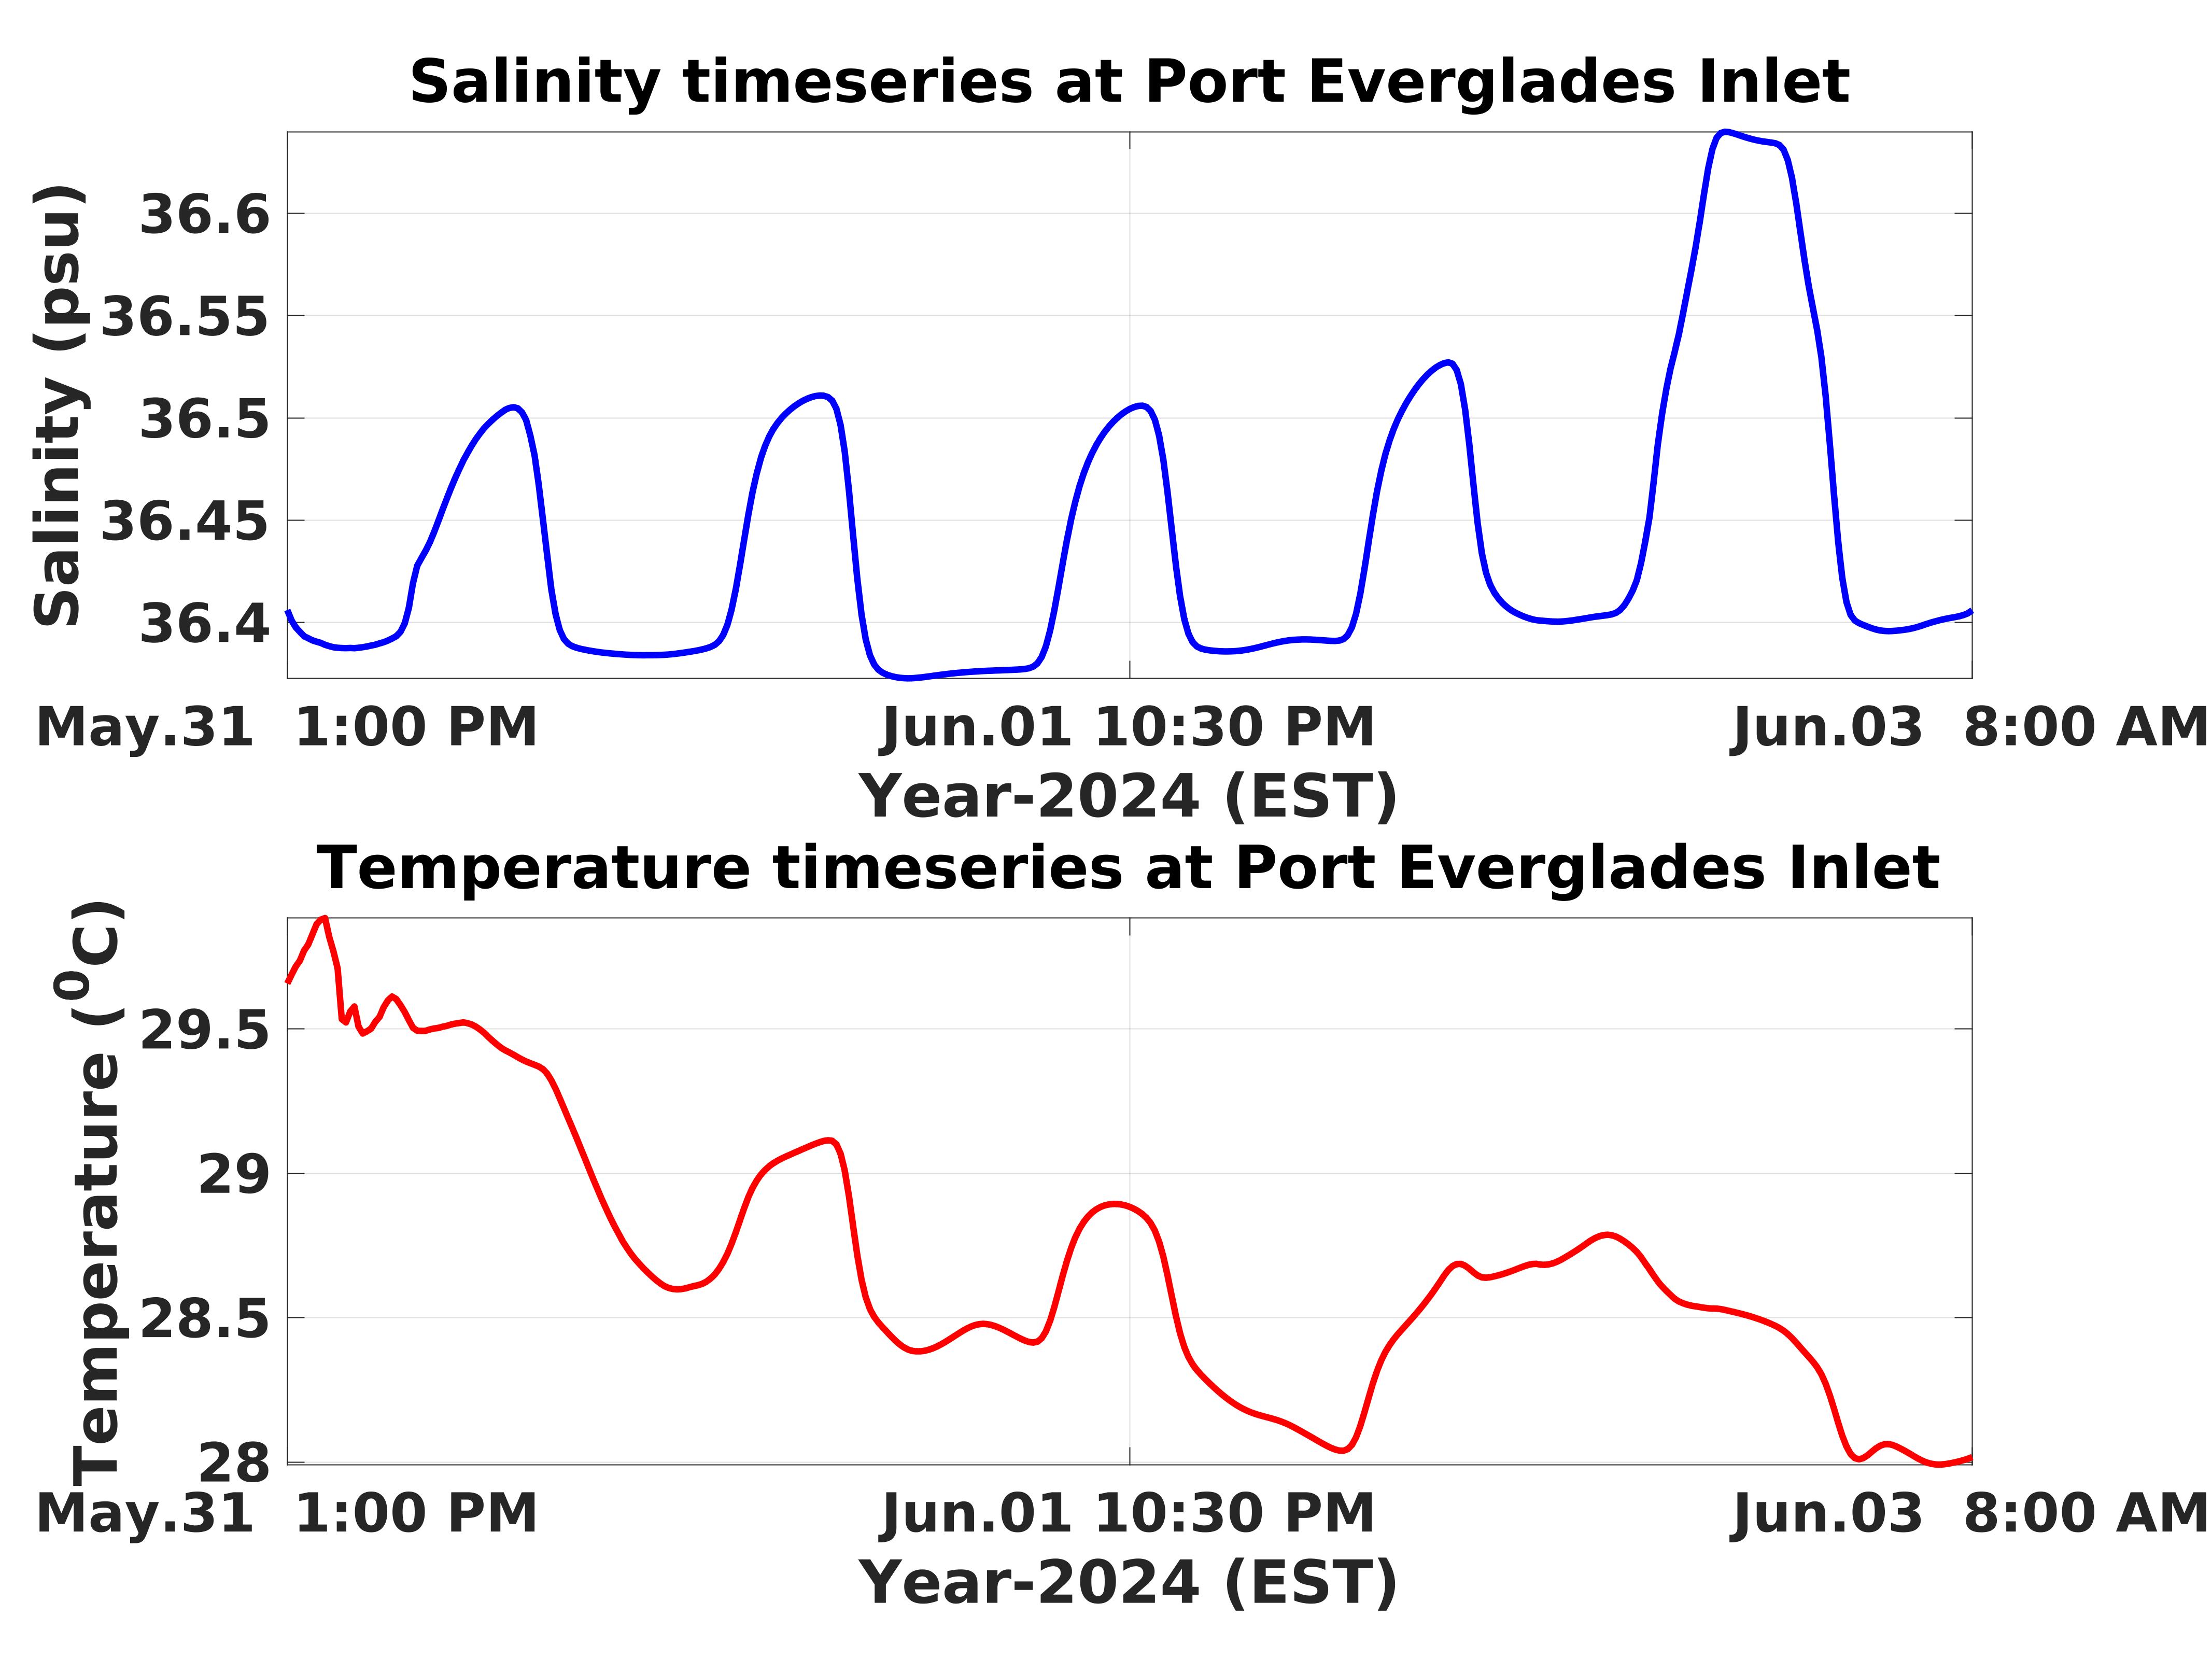 Salinity timeseries at Port Everglades Inlet
Salinity (psu)
36.6
36.55
36.5
36.45
36.4
May.31  1:00 PM
Jun.01 10:30 PM
Jun.03  8:00 AM
Year-2024 (EST)
Temperature timeseries at Port Everglades Inlet
Temperature (⁰C)
29.5
29
28.5
28
May.31  1:00 PM
Jun.01 10:30 PM
Jun.03  8:00 AM
Year-2024 (EST)